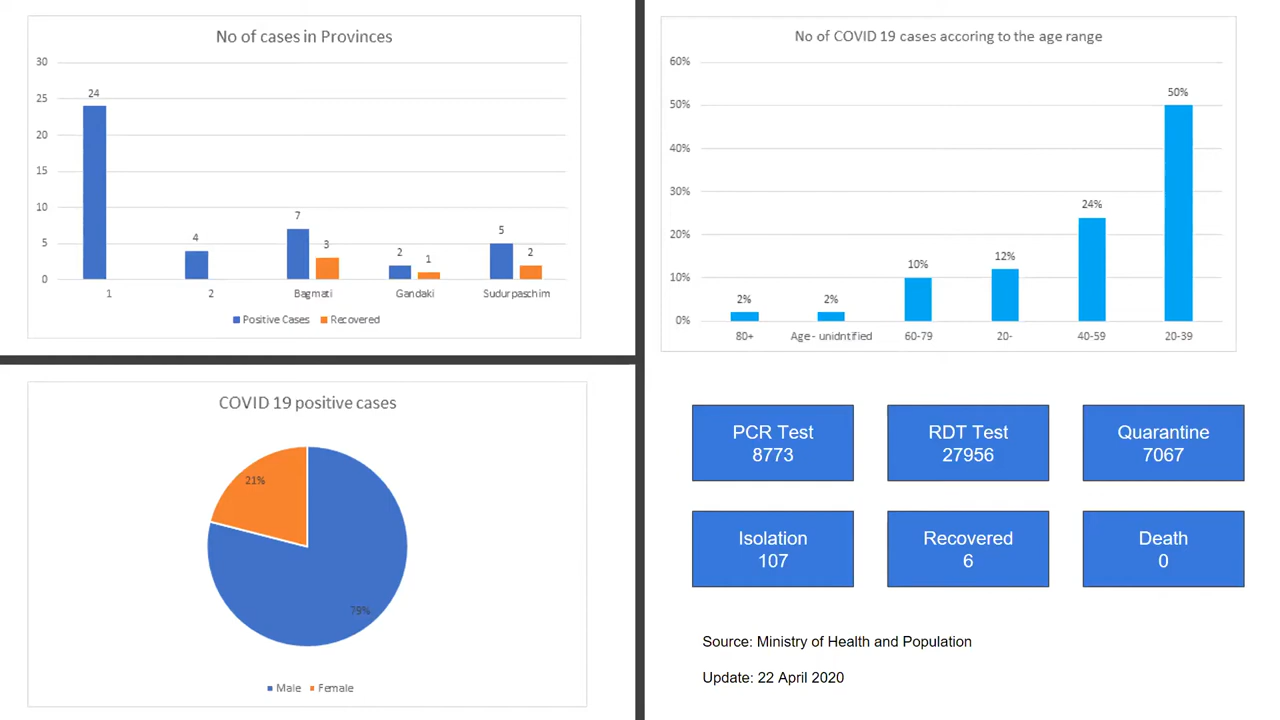 No of cases in Provinces
30
25
20
15
10
5
0
24
4
7
3
2
1
5
2
1
2
Bagmati
Gandaki
Sudurpaschim
Positive Cases
Recovered
No of COVID 19 cases accoring to the age range
60%
50%
40%
30%
20%
10%
0%
2%
2%
10%
12%
24%
50%
80+
Age - unidntified
60-79
20-
40-59
20-39
COVID 19 positive cases
21%
79%
Male
Female
PCR Test
8773
RDT Test
27956
Quarantine
7067
Isolation
107
Recovered
6
Death
0
Source: Ministry of Health and Population
Update: 22 April 2020